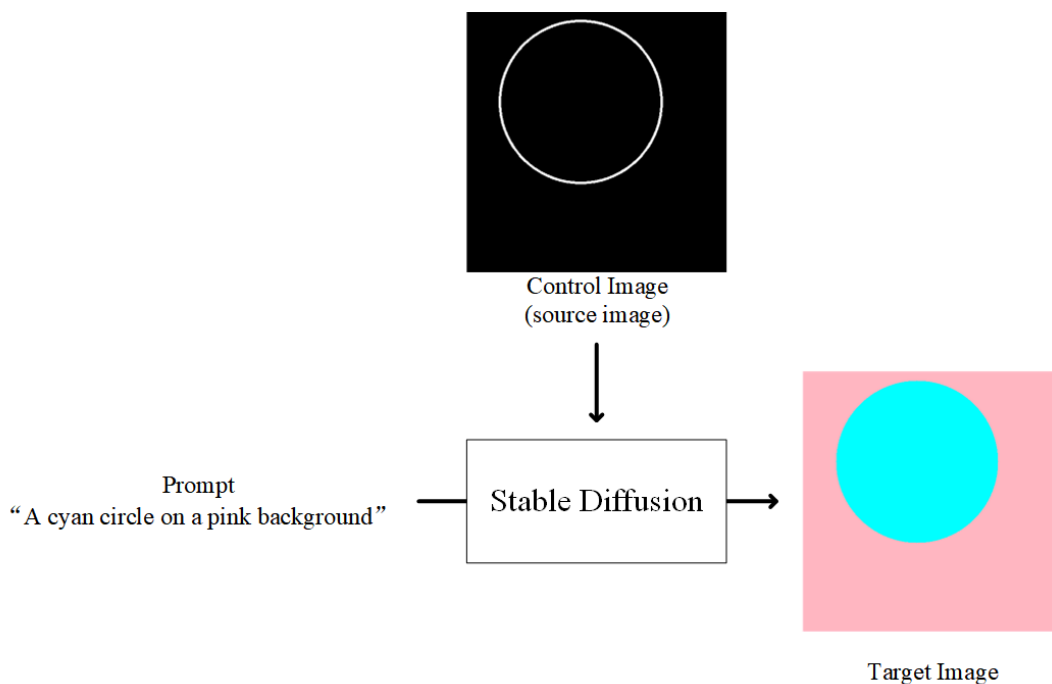 Control Image
(source image)
Prompt
“A cyan circle on a pink background”
Stable Diffusion
Target Image